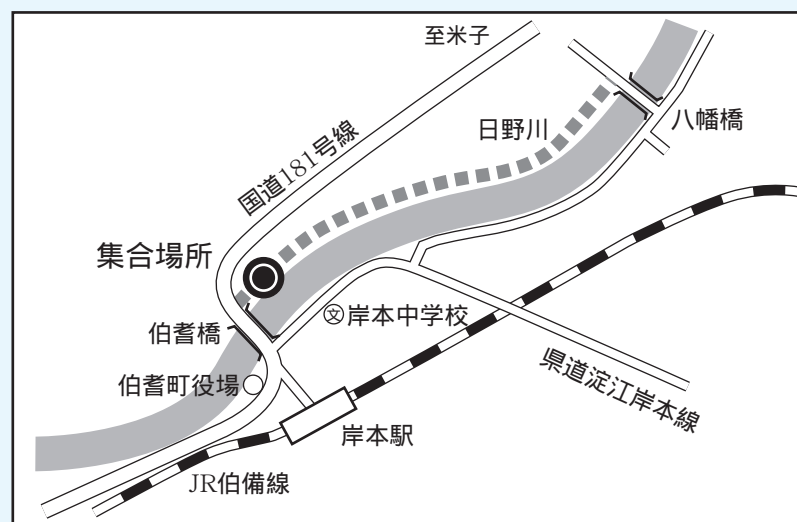 至米子
八幡橋
日野川
国道181号線
集合場所
文岸本中学校
伯耆橋
県道淀江岸本線
伯耆町役場
岸本駅
JR伯備線